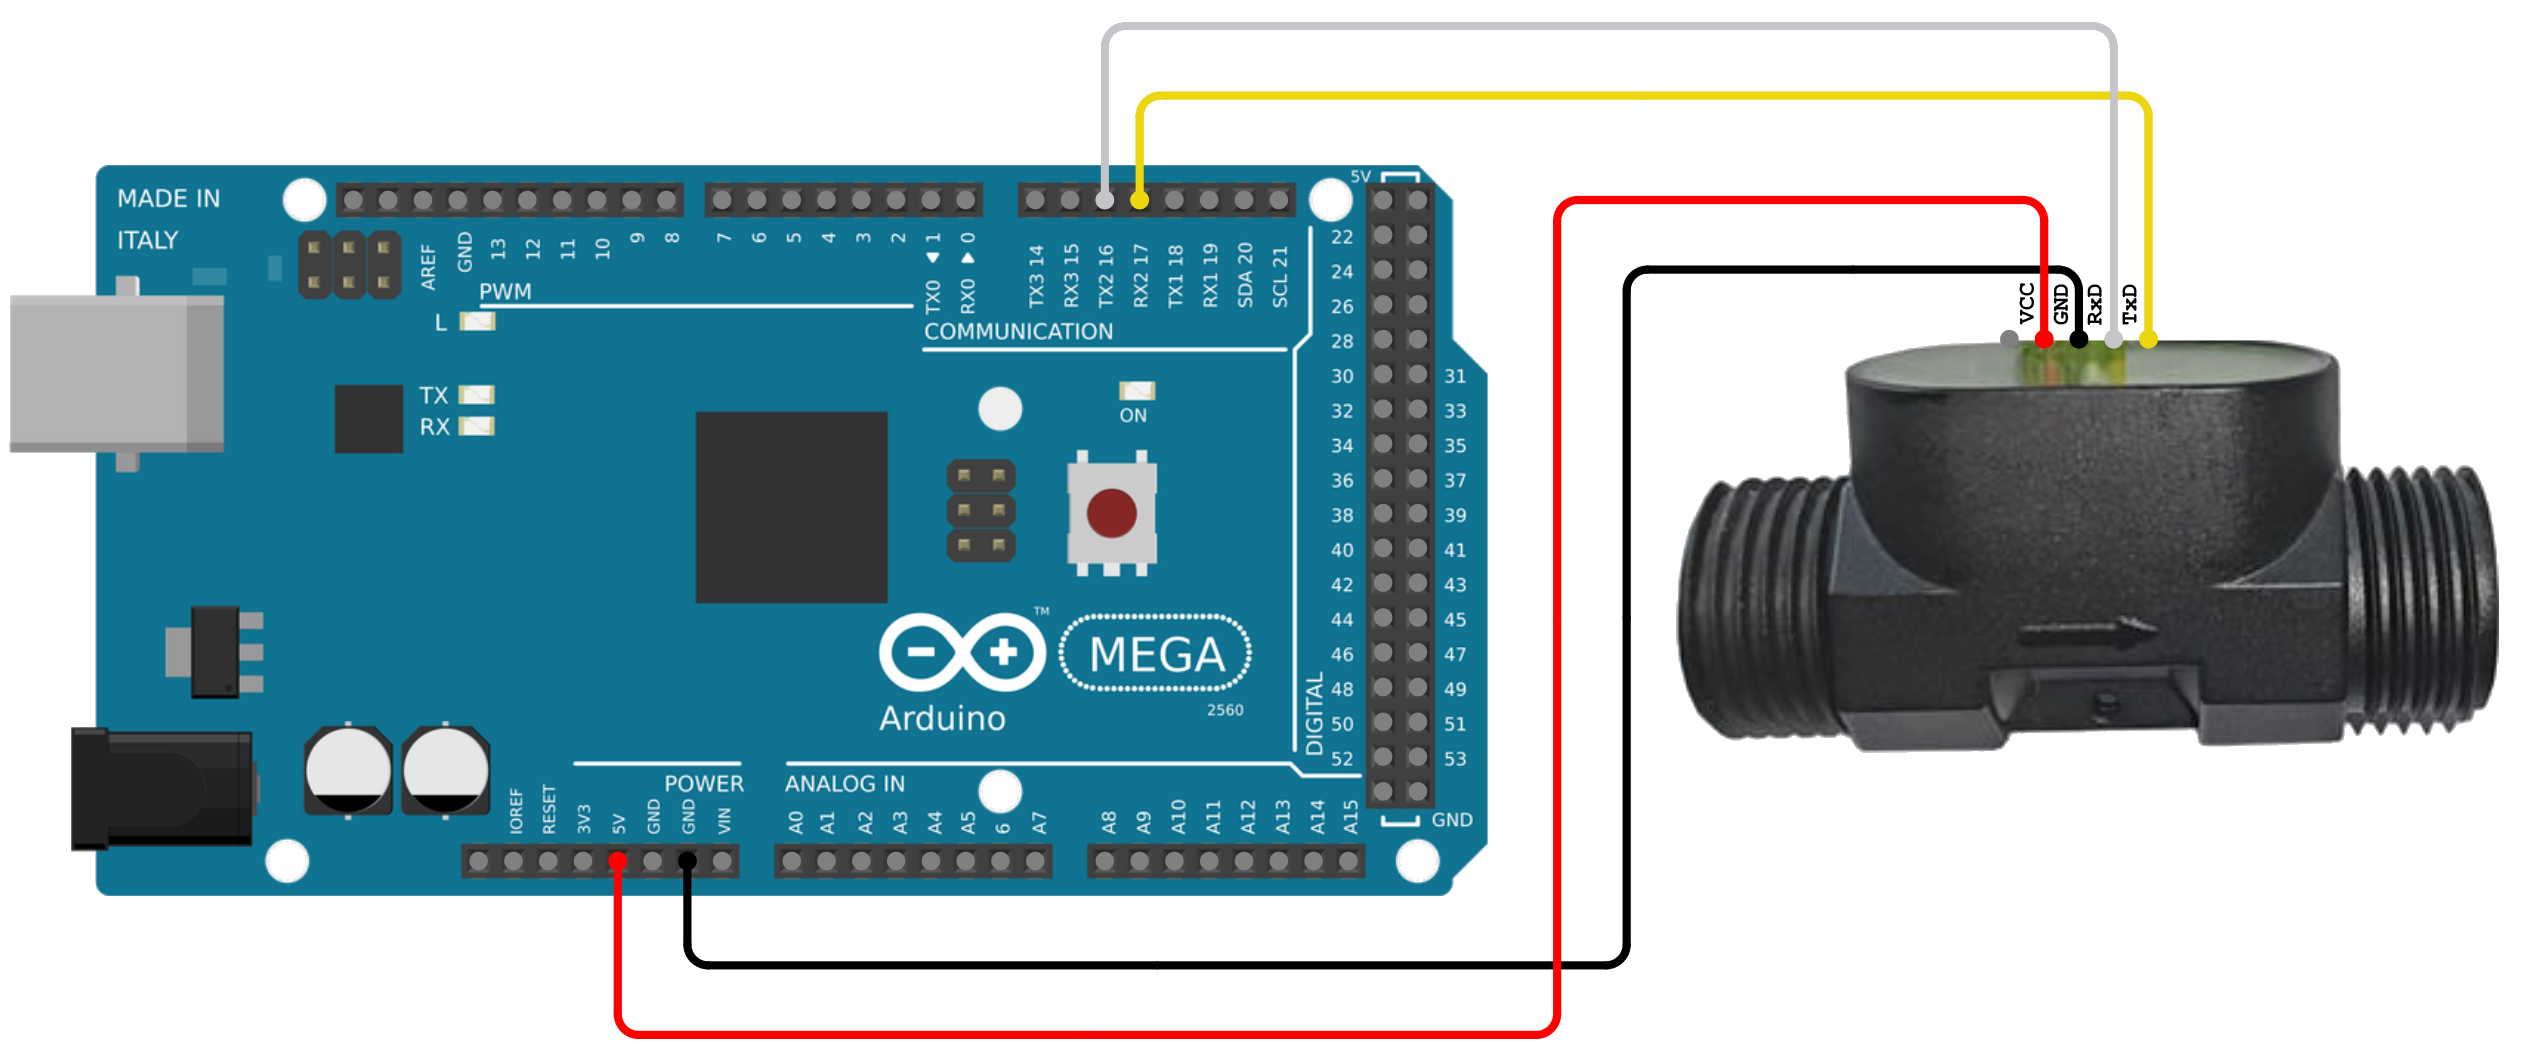 MADE IN
ITALY
AREF
GND
13
12
11
10
9
8
7
6
5
4
3
2
TX0 ◀ 1
RX0 ▶ 0
TX3 14
RX3 15
TX2 16
RX2 17
TX1 18
RX1 19
SDA 20
SCL 21
PWM
COMMUNICATION
L
TX
RX
ON
5V
22
24
26
28
30 31
32 33
34 35
36 37
38 39
40 41
42 43
44 45
46 47
48 49
50 51
52 53
DIGITAL
GND
TM
MEGA
2560
Arduino
POWER
ANALOG IN
IOREF
RESET
3V3
5V
GND
GND
VIN
A0
A1
A2
A3
A4
A5
6
A7
A8
A9
A10
A11
A12
A13
A14
A15
VCC
GND
RxD
TxD